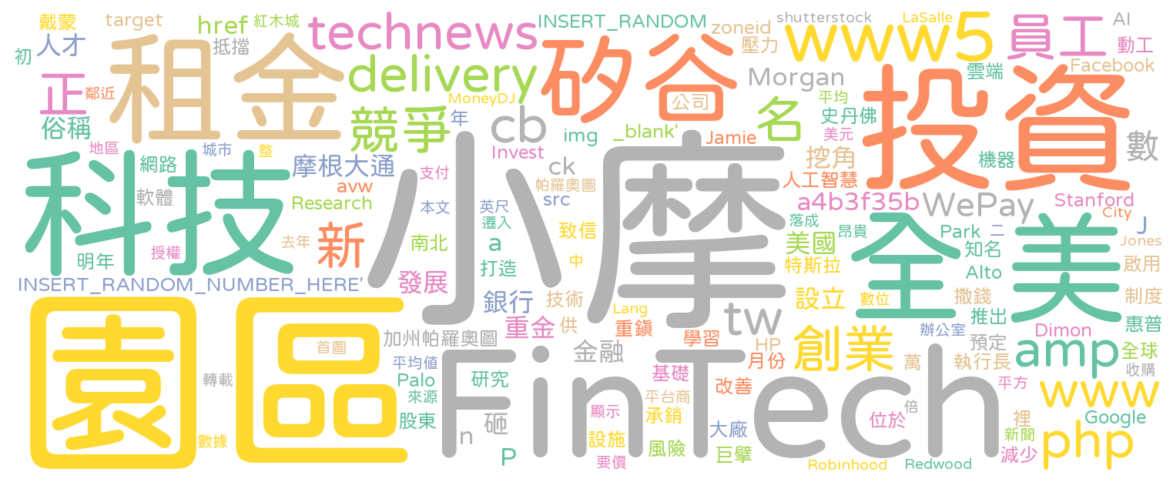 戴蒙 target href 紅木城 technews INSERT_RANDOM zoneid shutterstock LaSalle 員工 AI
初 人才 抵擋 租金 delivery 矽谷 壓力 www5 雲端 動工
正 鄰近 MoneyDJ 公司 Morgan 平均 投資 Facebook
俗稱 競爭 年 cb img _blank' Jamie 名 史丹佛 美元 數
地區 網路 城市 整 摩根大通 支付 Invest ck 帕羅奧圖 小摩 挖角 人工智慧 機器
科技 軟體 avw Research 本文 英尺 src a4b3f35b WePay Stanford
授權 新 南北 遷入 a 致信 落成 昂貴 全美 Park 二 City J
明年 發展 打造 中 美國 特斯拉 知名 Alto Jones 啟用
INSERT_RANDOM_NUMBER_HERE' 銀行 技術 Lang 設立 數位 撒錢 制度
園區 首圖 加州帕羅奧圖 重金 供 重鎮 學習 tw HP 創業 辦公室 推出 Dimon 惠普
轉載 平均值 Palo 來源 FinTech 金融 基礎 月份 萬 預定 執行長 amp 全球 收購
研究 平台商 改善 倍 平方 www
數據 股東 n 砸 顯示 承銷 大廠 位於 裡 Google
P 設施 要價 風險 巨擘 Robinhood Redwood 新聞 減少 php
去年